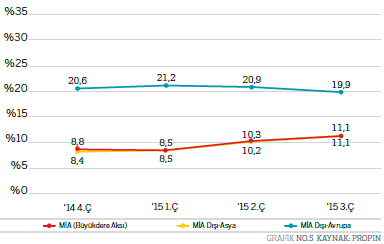 %35
%30
%25
%20
%15
%10
%5
%0
20,6
21,2
20,9
19,9
8,8
8,5
10,3
11,1
8,4
8,5
10,2
11,1
'14 4.Ç
'15 1.Ç
'15 2.Ç
'15 3.Ç
MİA (Büyükdere Aksı)
MİA Dışı-Asya
MİA Dışı-Avrupa
GRAFİK NO.5 KAYNAK: PROPIN